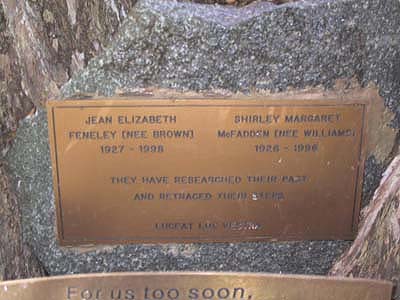 JEAN ELIZABETH
FENELEY (NEE BROWN)
1927 - 1998
SHIRLEY MARGARET
McFADDEN (NEE WILLIAMS)
1926 - 1996
THEY HAVE RESEARCHED THEIR PAST
AND RETRACED THEIR STEPS
LUCEAT LUX VESTRA
For us too soon,